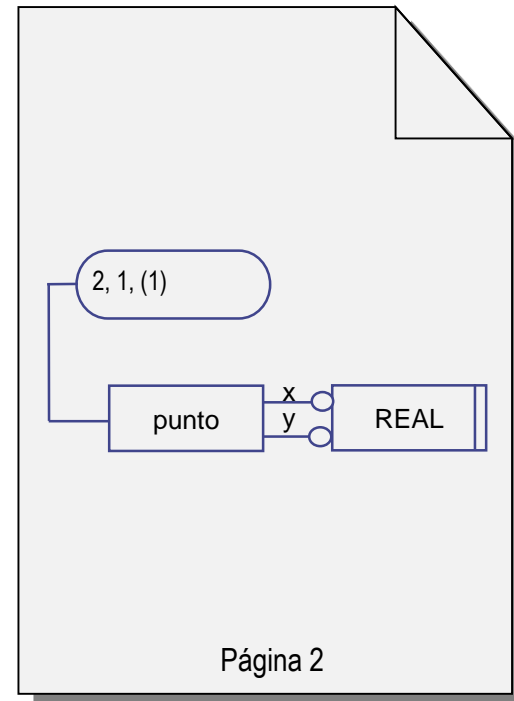 2, 1, (1)
x
punto
y
REAL
Página 2